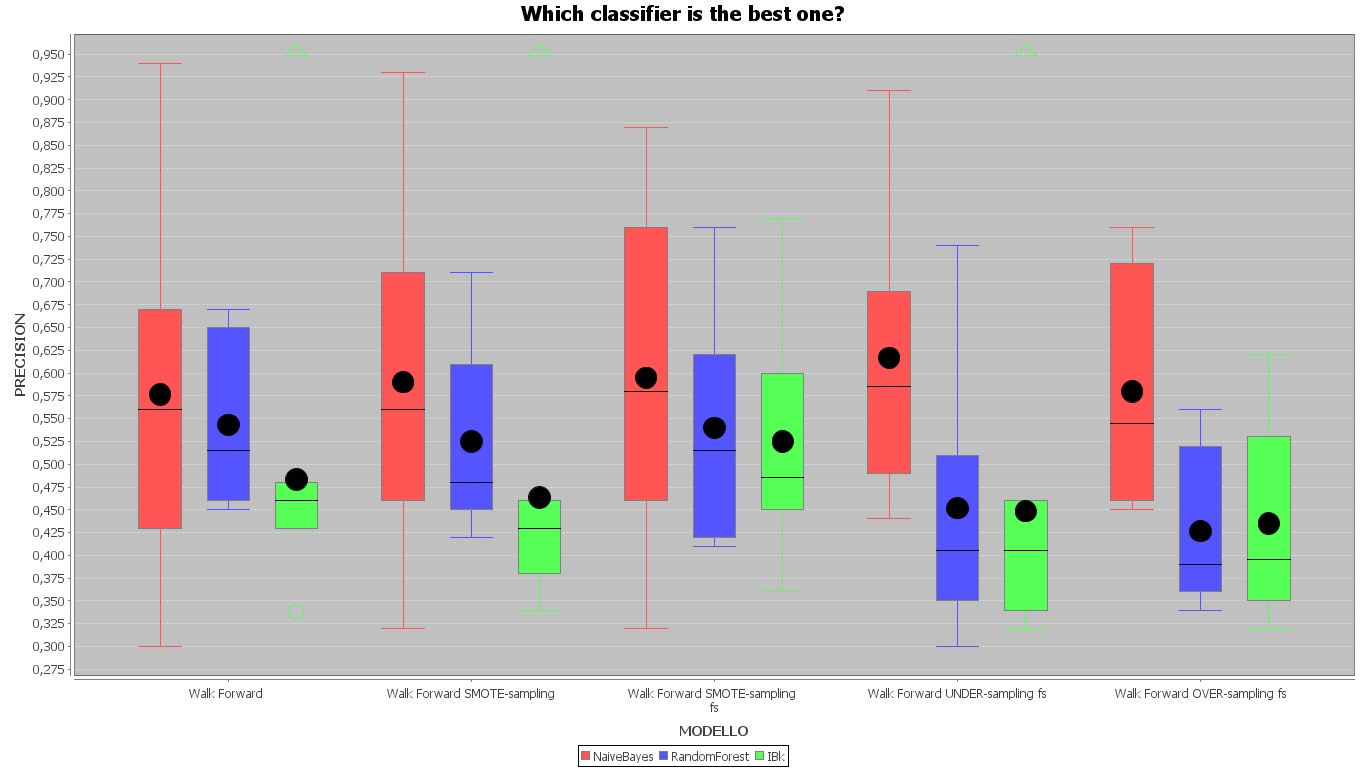 Which classifier is the best one?
0,950
0,925
0,900
0,875
0,850
0,825
0,800
0,775
0,750
0,725
0,700
0,675
0,650
0,625
0,600
0,575
0,550
0,525
0,500
0,475
0,450
0,425
0,400
0,375
0,350
0,325
0,300
0,275
PRECISION
Walk Forward
Walk Forward SMOTE-sampling
Walk Forward SMOTE-sampling
fs
Walk Forward UNDER-sampling fs
Walk Forward OVER-sampling fs
MODELLO
NaiveBayes RandomForest IBk